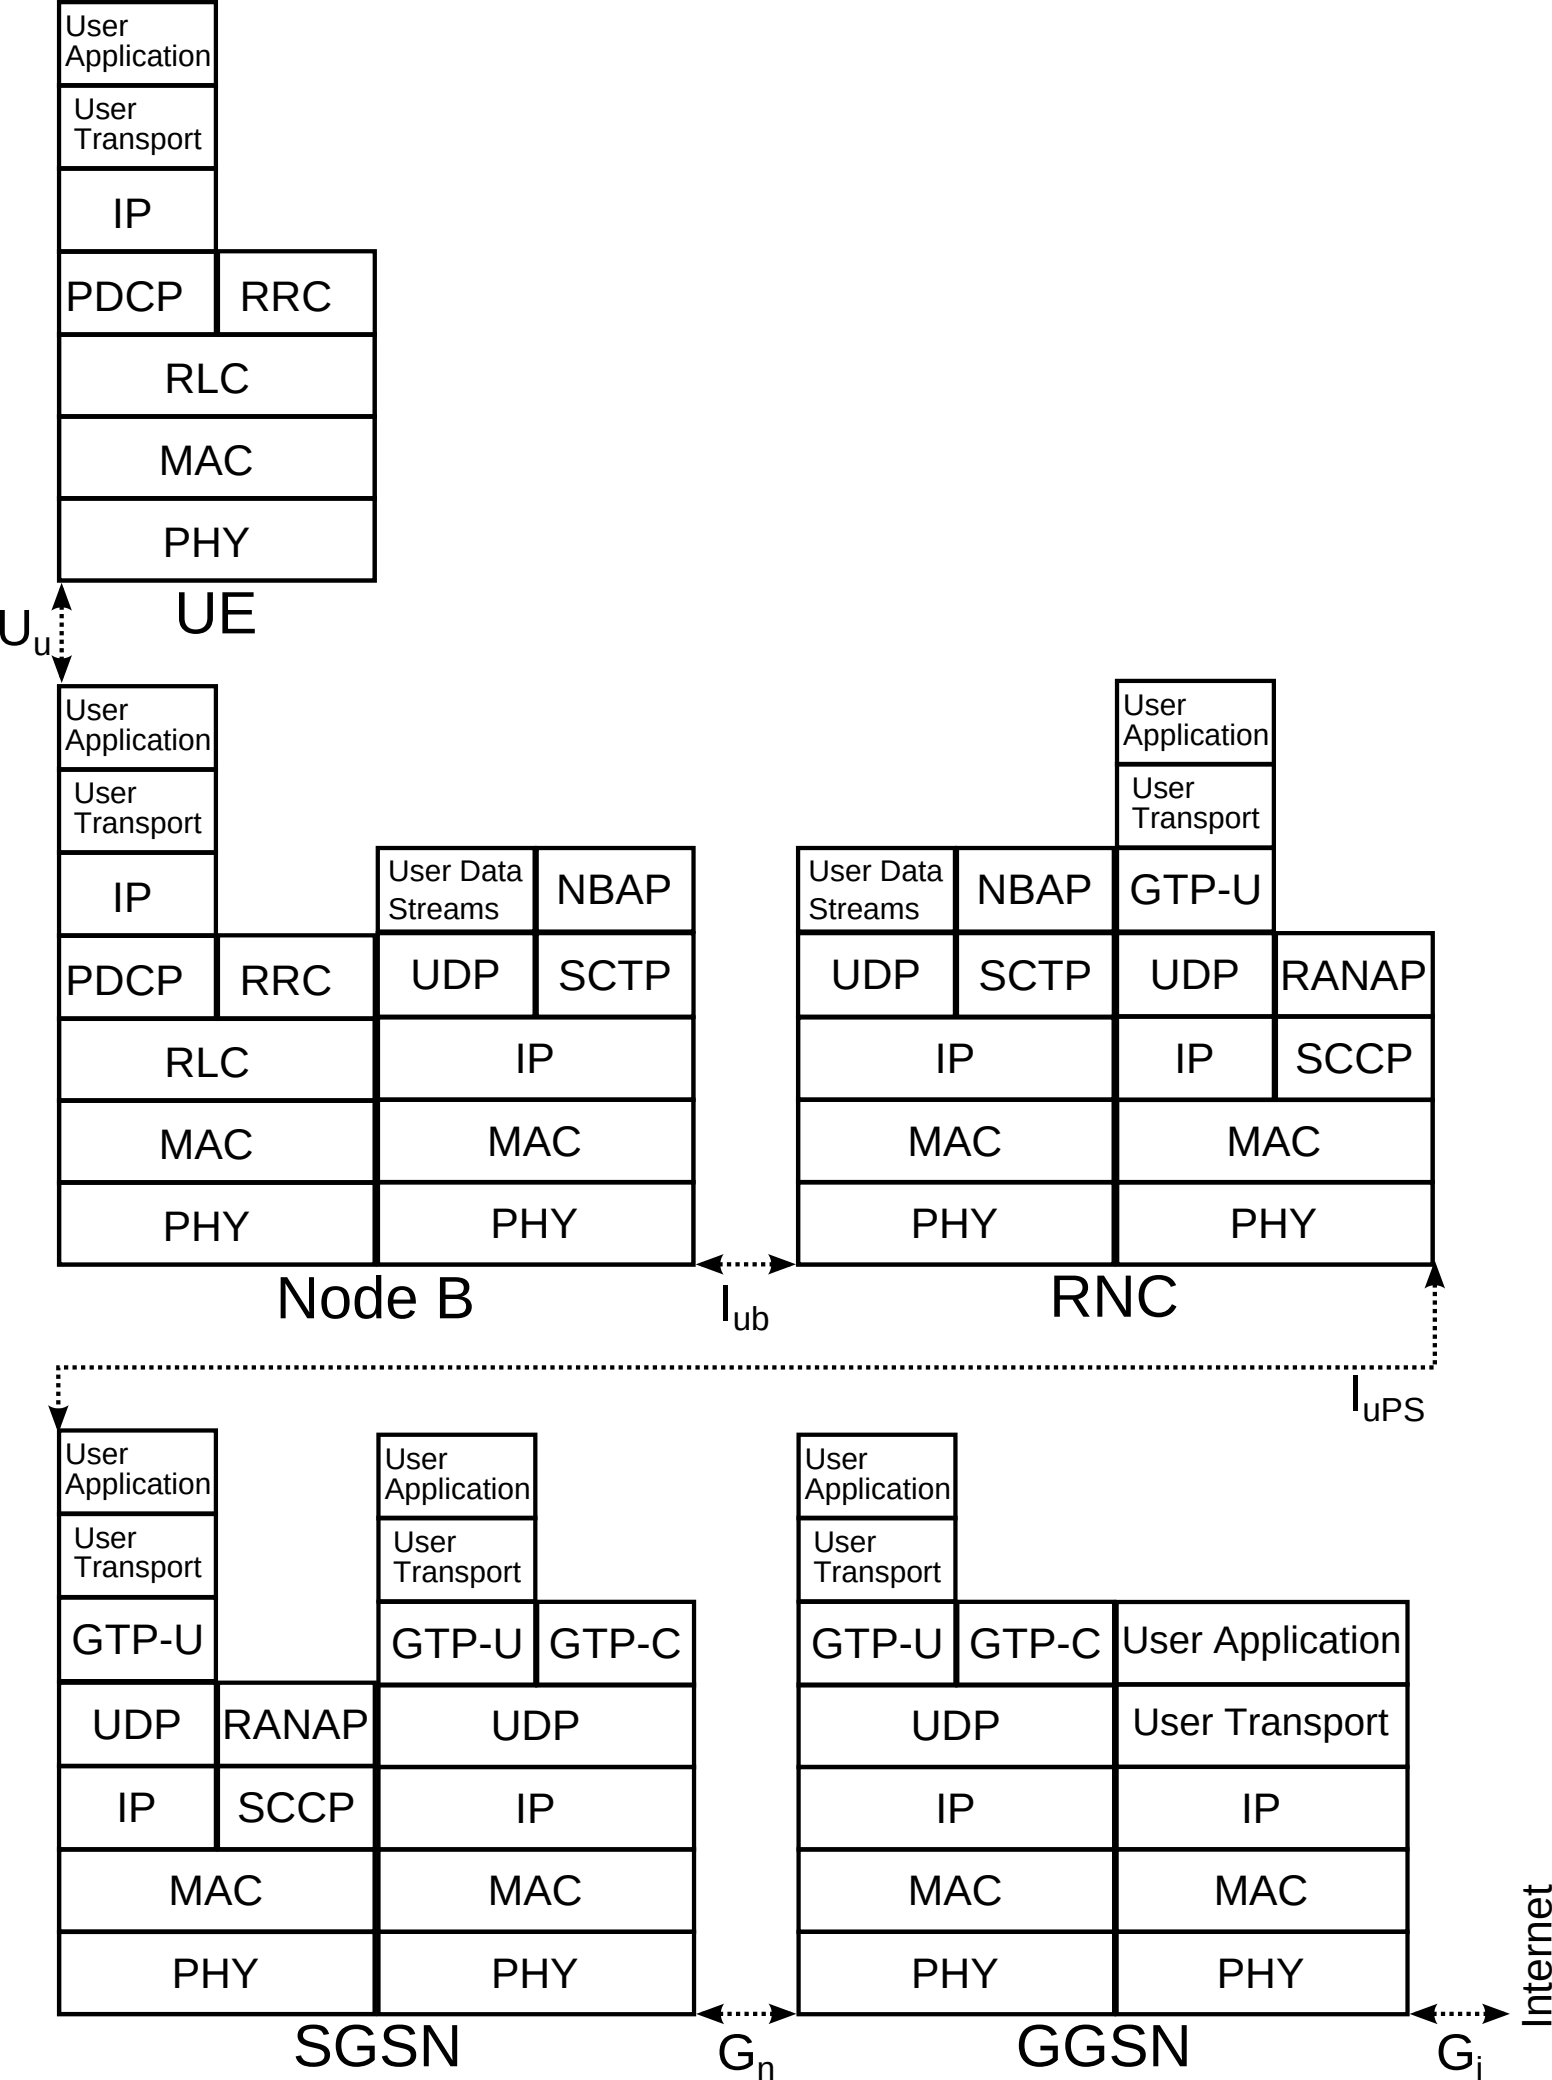 User
Application
User
Transport
IP
PDCP RRC
RLC
MAC
PHY
UE
Uu
User
Application
User
Transport
IP
PDCP RRC
RLC
MAC
PHY
User Data
Streams
NBAP
UDP SCTP
IP
MAC
PHY
Node B
Iub
User Data
Streams
NBAP
UDP SCTP
IP
MAC
PHY
User
Application
User
Transport
GTP-U
UDP RANAP
IP SCCP
MAC
PHY
RNC
IuPS
User
Application
User
Transport
GTP-U
UDP RANAP
IP SCCP
MAC
PHY
User
Application
User
Transport
GTP-U GTP-C
UDP
IP
MAC
PHY
SGSN
Gn
User
Application
User
Transport
GTP-U GTP-C
UDP
IP
MAC
PHY
User Application
User Transport
IP
MAC
PHY
GGSN
Gi
Internet